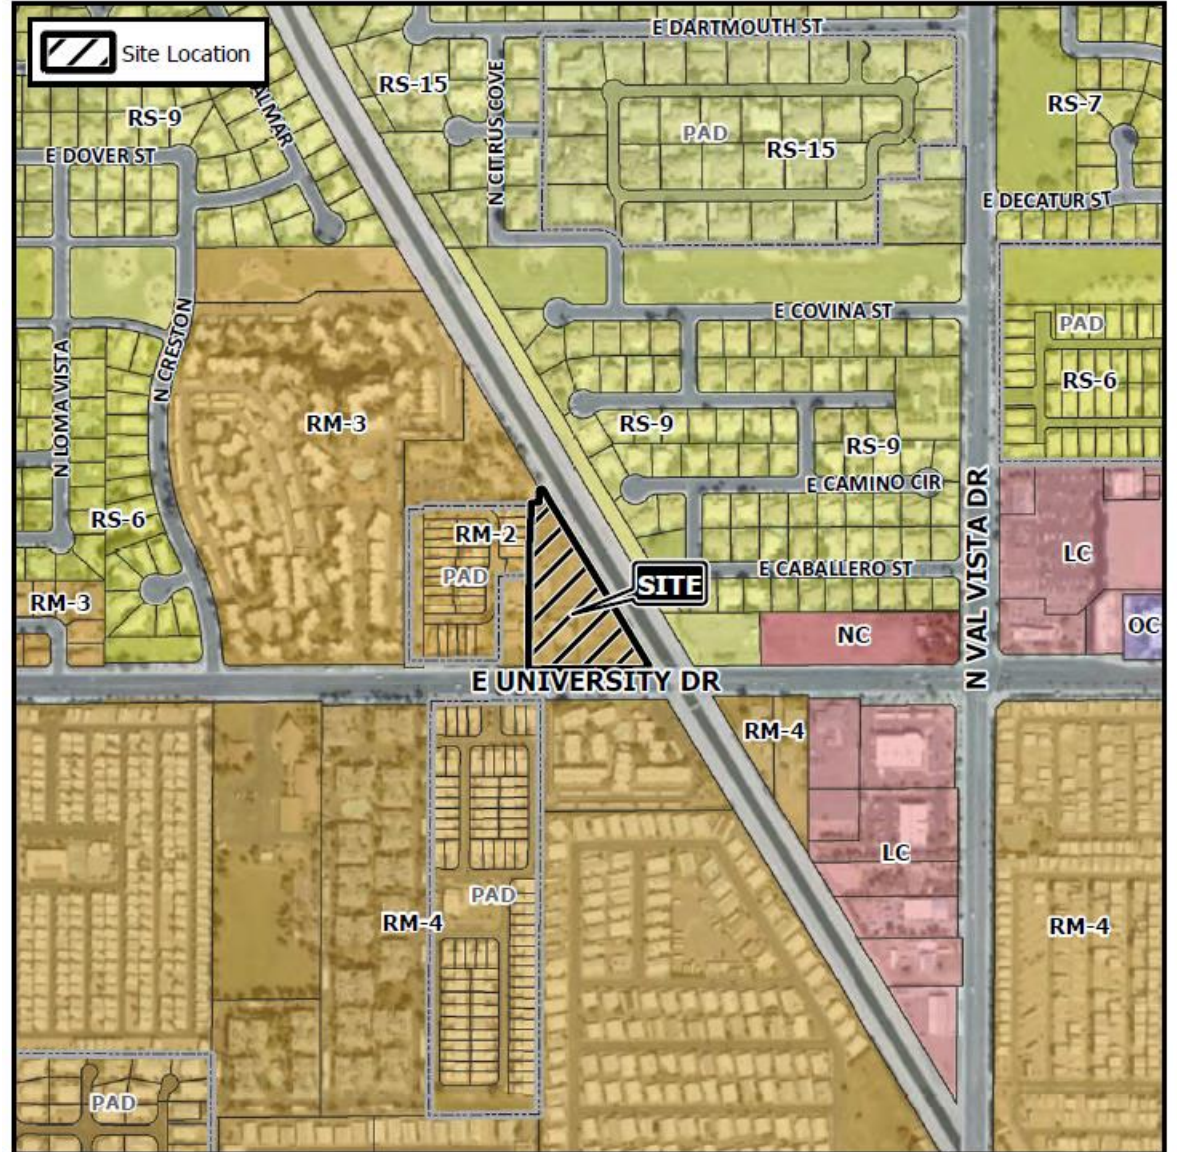 Site Location
E DARTMOUTH ST
RS-15
N CITRUS COVE
RS-7
RS-9
ALMAR
PAD
RS-15
E DOVER ST
E DECATUR ST
N CRESTON
E COVINA ST
PAD
N LOMA VISTA
RS-6
RM-3
RS-9
RS-9
E CAMINO CIR
N VAL VISTA DR
RS-6
RM-2
LC
PAD
E CABALLERO ST
SITE
RM-3
NC
OC
E UNIVERSITY DR
RM-4
LC
PAD
RM-4
RM-4
PAD